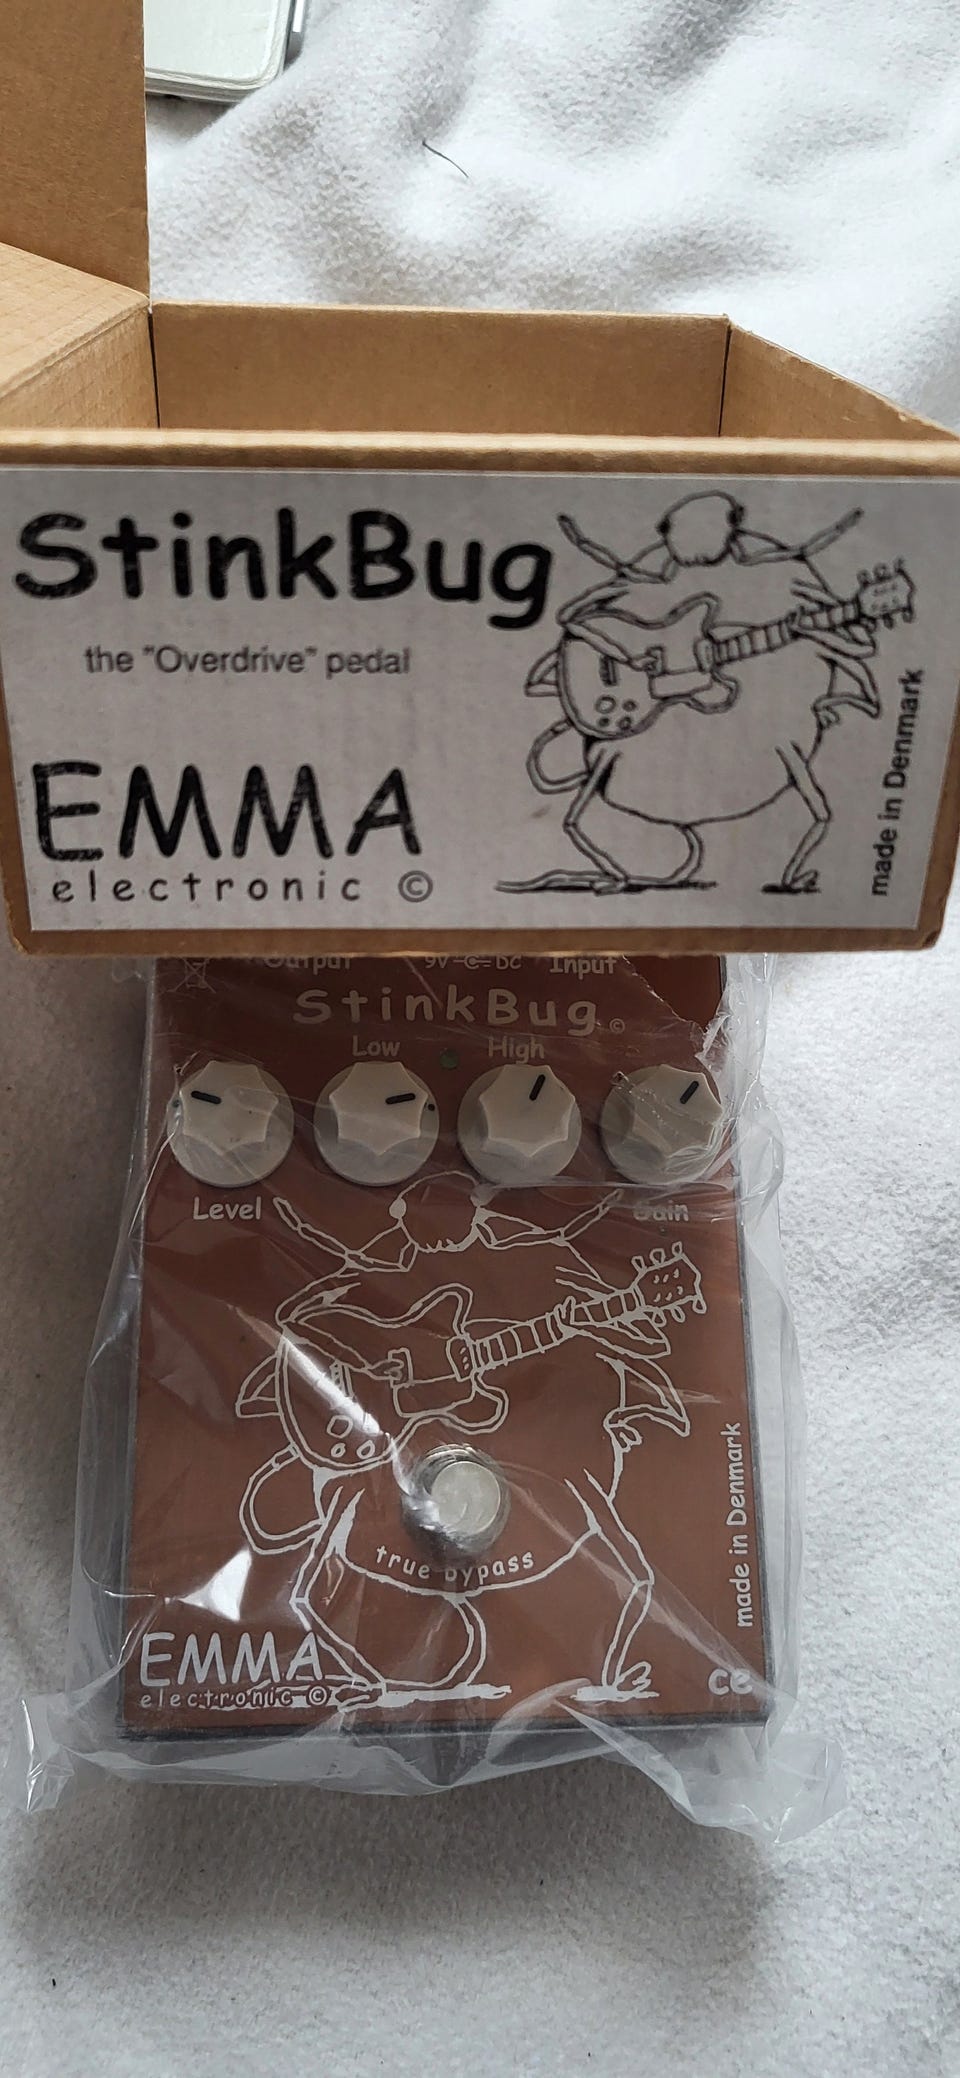 StinkBug
the "Overdrive" pedal
EMMA
electronic ©
made in Denmark
Output 9V DC Input
StinkBug ©
Low High
Level Gain
true bypass
made in Denmark
EMMA
electronic ©
CE